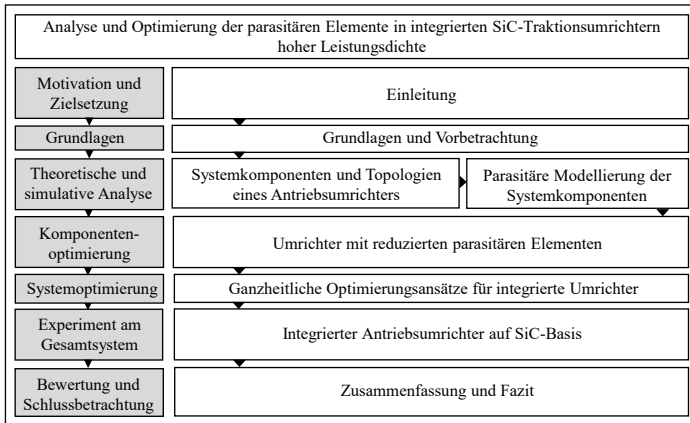 Analyse und Optimierung der parasitären Elemente in integrierten SiC-Traktionsumrichtern
hoher Leistungsdichte
Motivation und
Zielsetzung
Einleitung
Grundlagen
Grundlagen und Vorbetrachtung
Theoretische und
simulative Analyse
Systemkomponenten und Topologien
eines Antriebsumrichters
Parasitäre Modellierung der
Systemkomponenten
Komponenten-
optimierung
Umrichter mit reduzierten parasitären Elementen
Systemoptimierung
Ganzheitliche Optimierungsansätze für integrierte Umrichter
Experiment am
Gesamtsystem
Integrierter Antriebsumrichter auf SiC-Basis
Bewertung und
Schlussbetrachtung
Zusammenfassung und Fazit